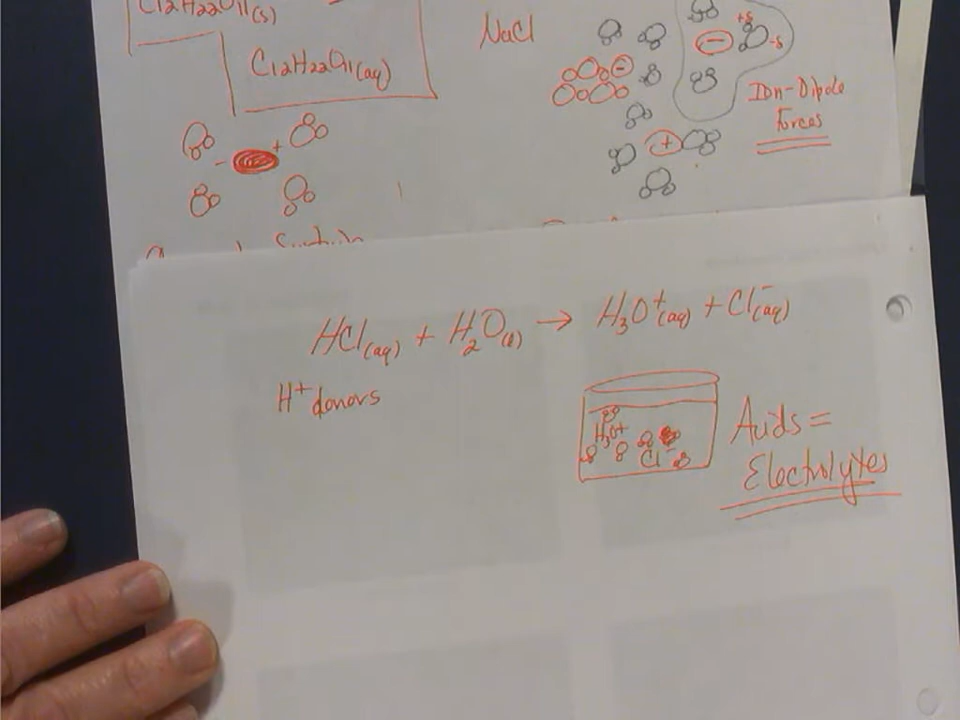 C12H22O11(s)
C12H22O11(aq)
NaCl
+δ
-δ
Ion-Dipole
Forces
HCl(aq) + H2O(l) → H3O+(aq) + Cl-(aq)
H+ donors
H3O+
Cl-
Acids =
Electrolytes